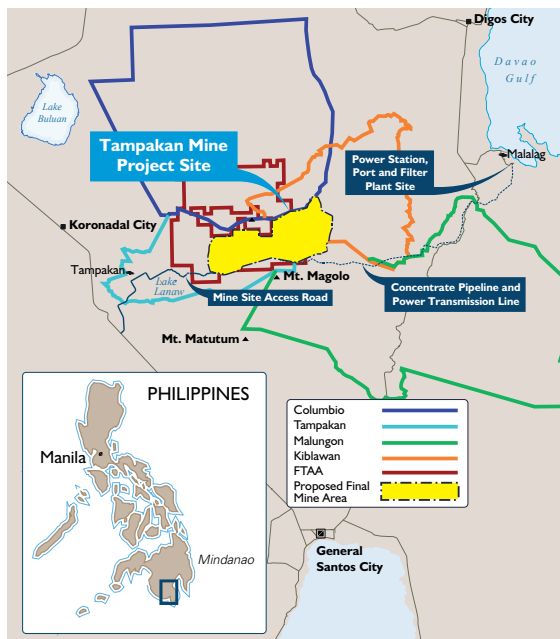 Digos City
Davao
Gulf
Lake
Buluan
Tampakan Mine
Project Site
Power Station,
Port and Filter
Plant Site
Malalag
Koronadal City
Tampakan
Lake
Lanaw
Mine Site Access Road
Mt. Magolo
Concentrate Pipeline and
Power Transmission Line
Mt. Matutum
PHILIPPINES
Manila
Mindanao
Columbio
Tampakan
Malungon
Kiblawan
FTAA
Proposed Final
Mine Area
General
Santos City